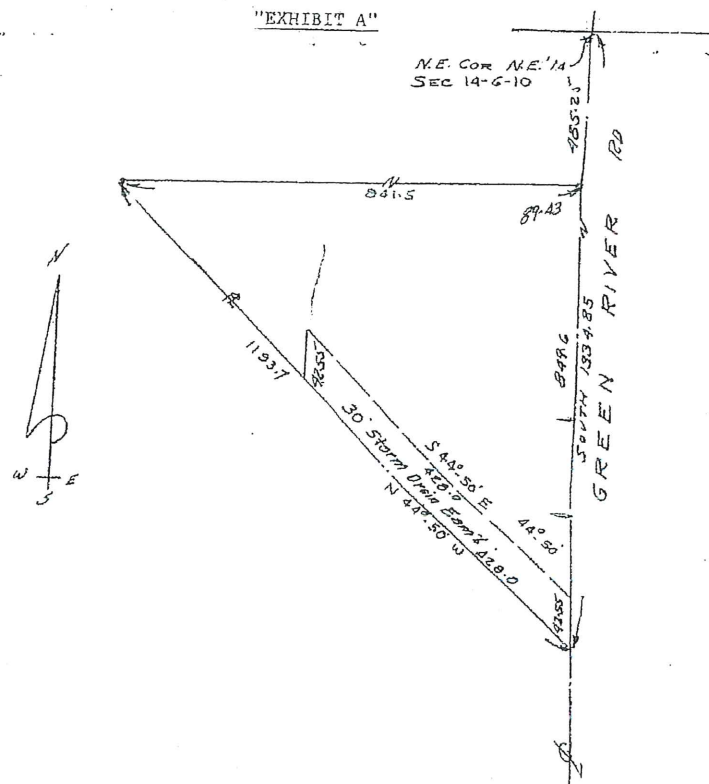 "EXHIBIT A"
N.E. COR N.E. 1/4
SEC 14-6-10
485.25
841.5
89.43
GREEN RIVER RD
SOUTH 1334.85
849.6
N
W E
S
1193.7
42.55
30' Storm Drain Esm't.
S 44°.50' E
428.0
N 44°.50' W 428.0
44°.50'
42.55